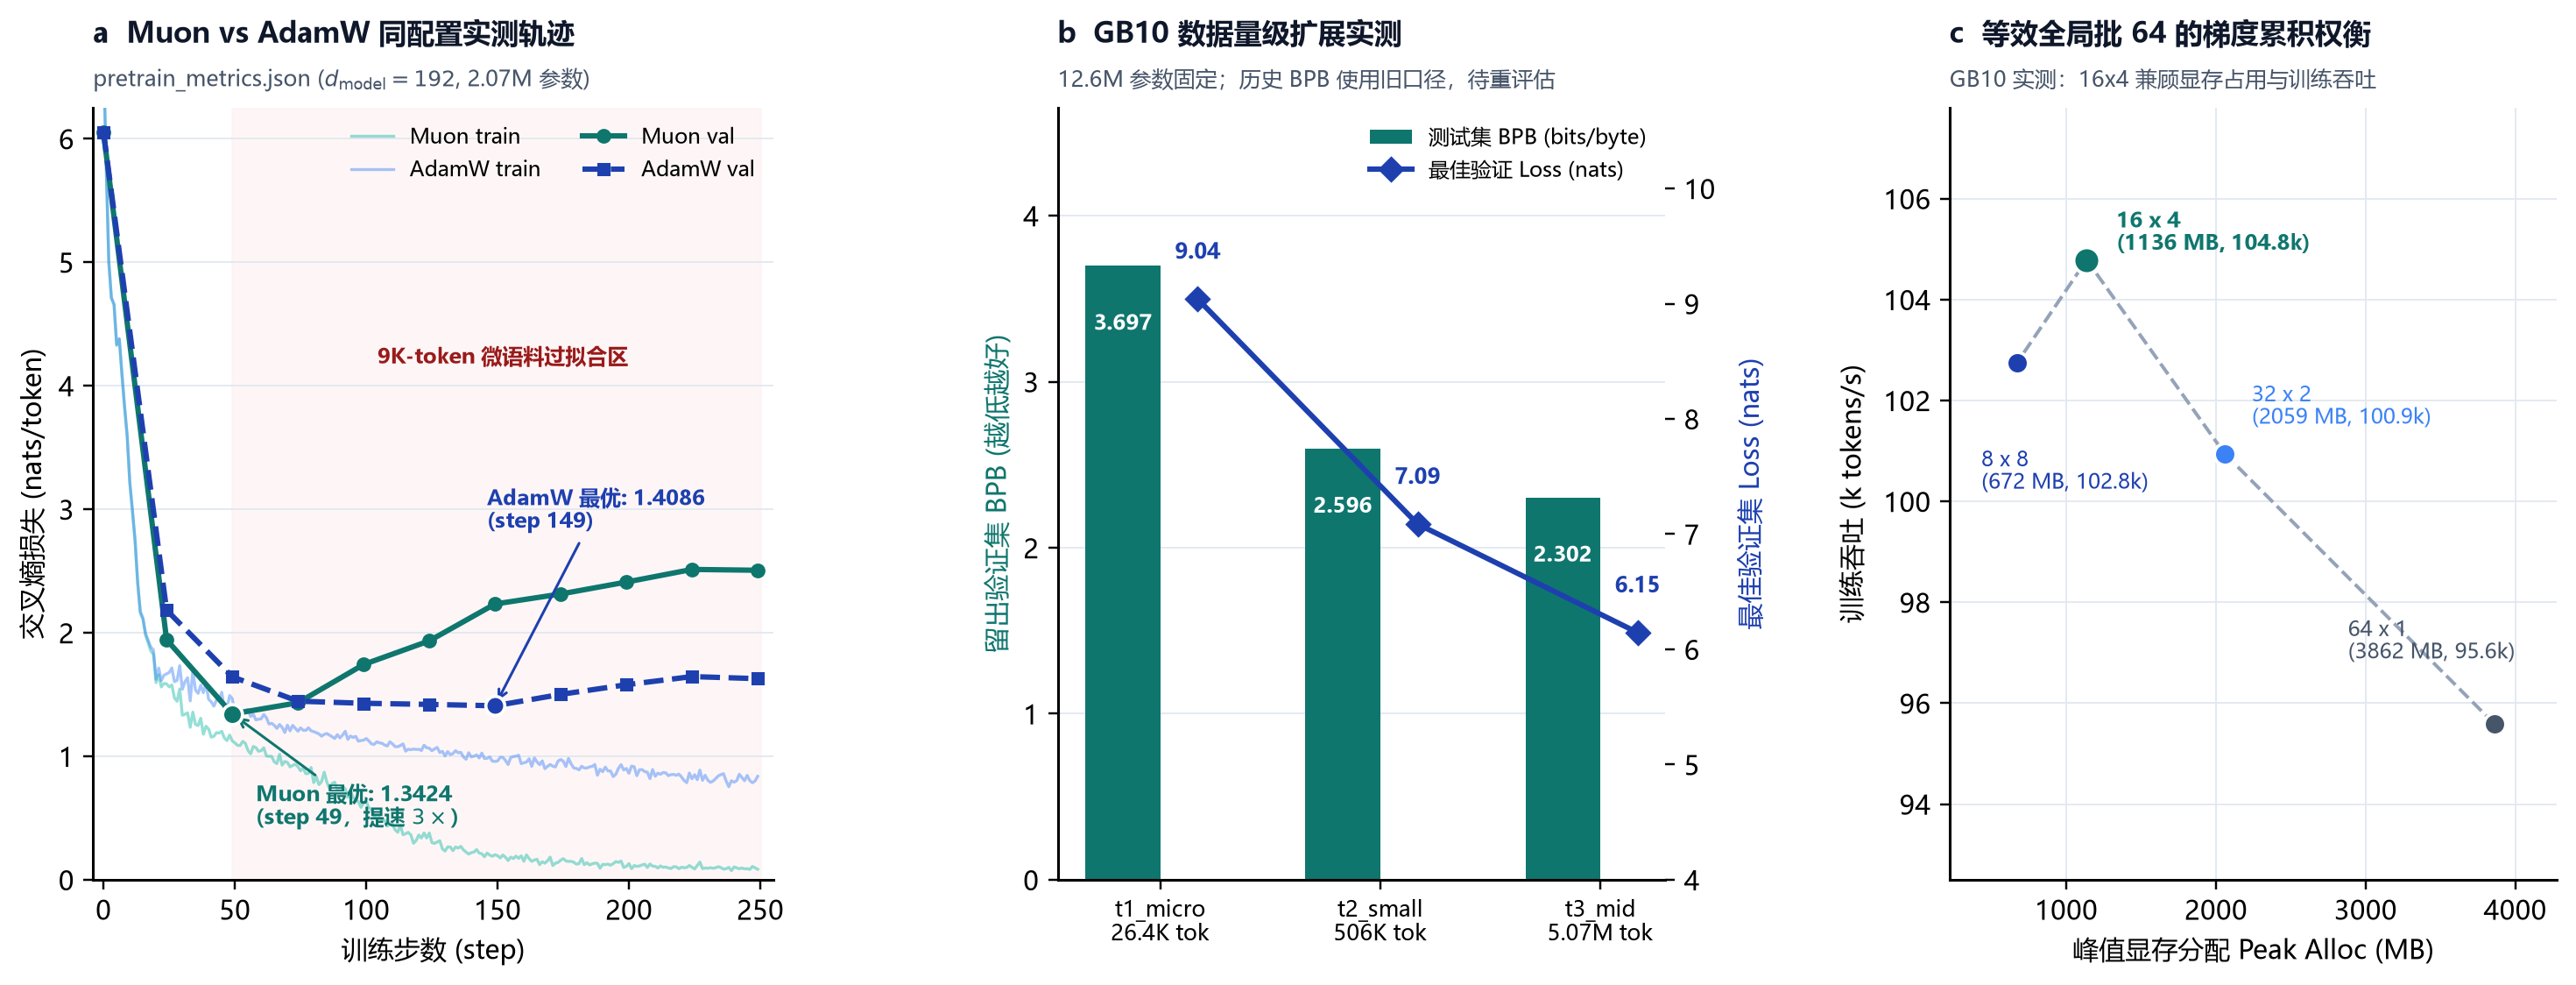 a Muon vs AdamW 同配置实测轨迹
pretrain_metrics.json (d_model = 192, 2.07M 参数)
交叉熵损失 (nats/token)
6
5
4
3
2
1
0
Muon train
AdamW train
Muon val
AdamW val
9K-token 微语料过拟合区
AdamW 最优: 1.4086
(step 149)
Muon 最优: 1.3424
(step 49，提速 3 ×)
0 50 100 150 200 250
训练步数 (step)
b GB10 数据量级扩展实测
12.6M 参数固定；历史 BPB 使用旧口径，待重评估
留出验证集 BPB (越低越好)
4
3
2
1
0
测试集 BPB (bits/byte)
最佳验证 Loss (nats)
9.04
3.697
7.09
2.596
6.15
2.302
10
9
8
7
6
5
4
最佳验证集 Loss (nats)
t1_micro
26.4K tok
t2_small
506K tok
t3_mid
5.07M tok
c 等效全局批 64 的梯度累积权衡
GB10 实测：16x4 兼顾显存占用与训练吞吐
训练吞吐 (k tokens/s)
106
104
102
100
98
96
94
16 x 4
(1136 MB, 104.8k)
32 x 2
(2059 MB, 100.9k)
8 x 8
(672 MB, 102.8k)
64 x 1
(3862 MB, 95.6k)
1000 2000 3000 4000
峰值显存分配 Peak Alloc (MB)